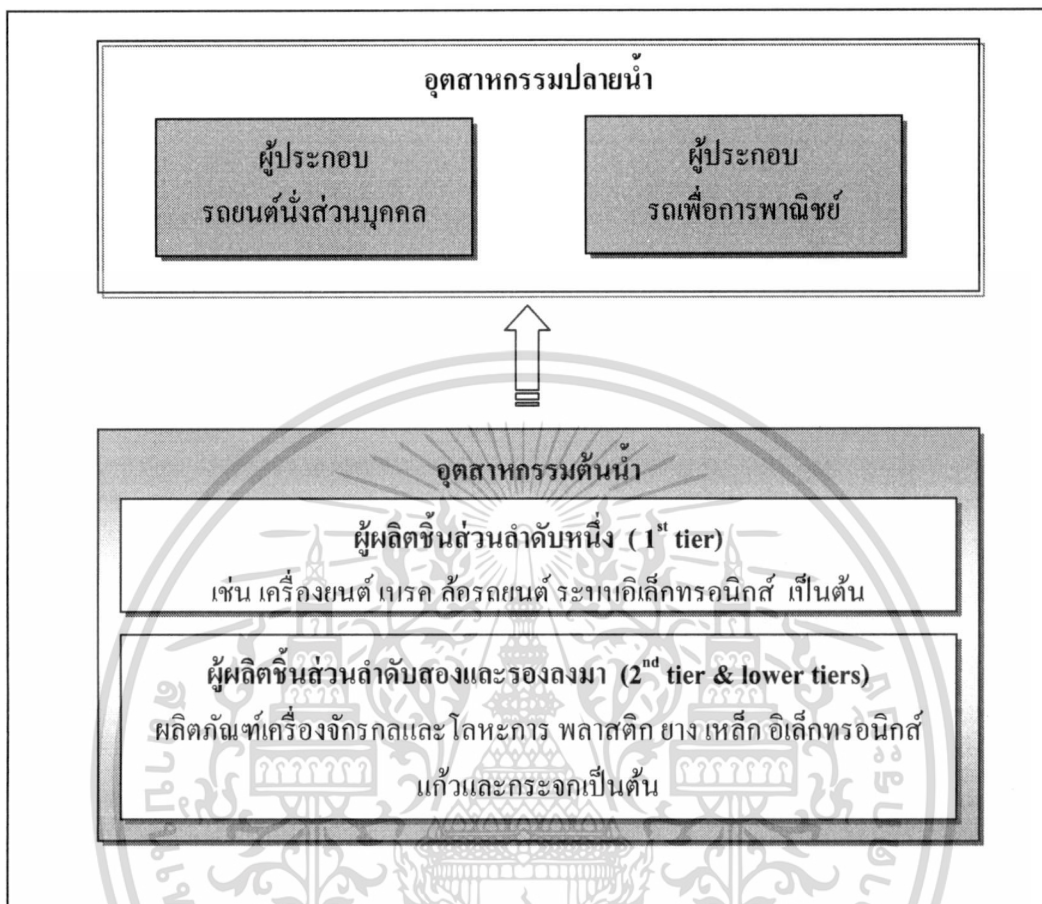 อุตสาหกรรมปลายน้ำ
ผู้ประกอบ
รถยนต์นั่งส่วนบุคคล
ผู้ประกอบ
รถเพื่อการพาณิชย์
อุตสาหกรรมต้นน้ำ
ผู้ผลิตชิ้นส่วนลำดับหนึ่ง ( 1st tier)
เช่น เครื่องยนต์ เบรค ล้อรถยนต์ ระบบอิเล็กทรอนิกส์ เป็นต้น
ผู้ผลิตชิ้นส่วนลำดับสองและรองลงมา (2nd tier & lower tiers)
ผลิตภัณฑ์เครื่องจักรกลและโลหะการ พลาสติก ยาง เหล็ก อิเล็กทรอนิกส์
แก้วและกระจกเป็นต้น